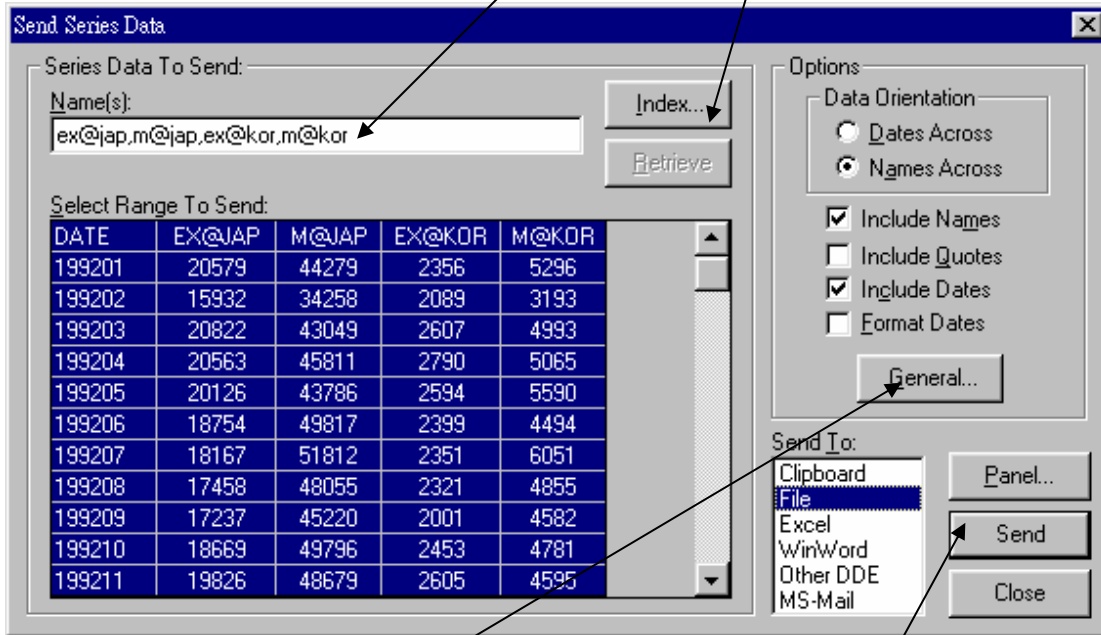 Send Series Data
Series Data To Send:
Name(s):
ex@jap,m@jap,ex@kor,m@kor
Index...
Retrieve
Select Range To Send:
DATE EX@JAP M@JAP EX@KOR M@KOR
199201 20579 44279 2356 5296
199202 15932 34258 2089 3193
199203 20822 43049 2607 4993
199204 20563 45811 2790 5065
199205 20126 43786 2594 5590
199206 18754 49817 2399 4494
199207 18167 51812 2351 6051
199208 17458 48055 2321 4855
199209 17237 45220 2001 4582
199210 18669 49796 2453 4781
199211 19826 48679 2605 4595
Options
Data Orientation
Dates Across
Names Across
Include Names
Include Quotes
Include Dates
Format Dates
General...
Send To:
Clipboard
File
Excel
WinWord
Other DDE
MS-Mail
Panel...
Send
Close